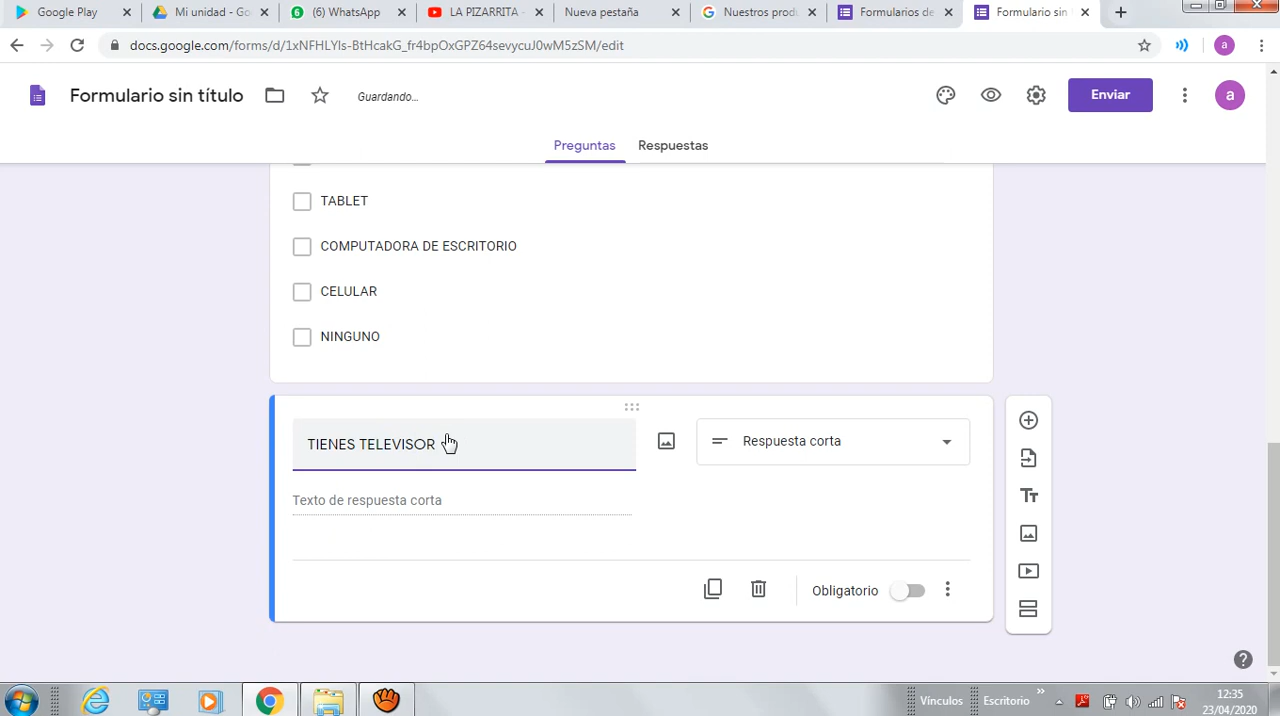 Google Play
Mi unidad - Go
(6) WhatsApp
LA PIZARRITA -
Nueva pestaña
Nuestros produ
Formularios de
Formulario sin
docs.google.com/forms/d/1xNFHLYIs-BtHcakG_fr4bpOxGPZ64sevycuJ0wM5zSM/edit
a
Formulario sin título
Guardando...
Enviar
a
Preguntas
Respuestas
TABLET
COMPUTADORA DE ESCRITORIO
CELULAR
NINGUNO
TIENES TELEVISOR
Respuesta corta
Texto de respuesta corta
Obligatorio
Vínculos
Escritorio
12:35
23/04/2020